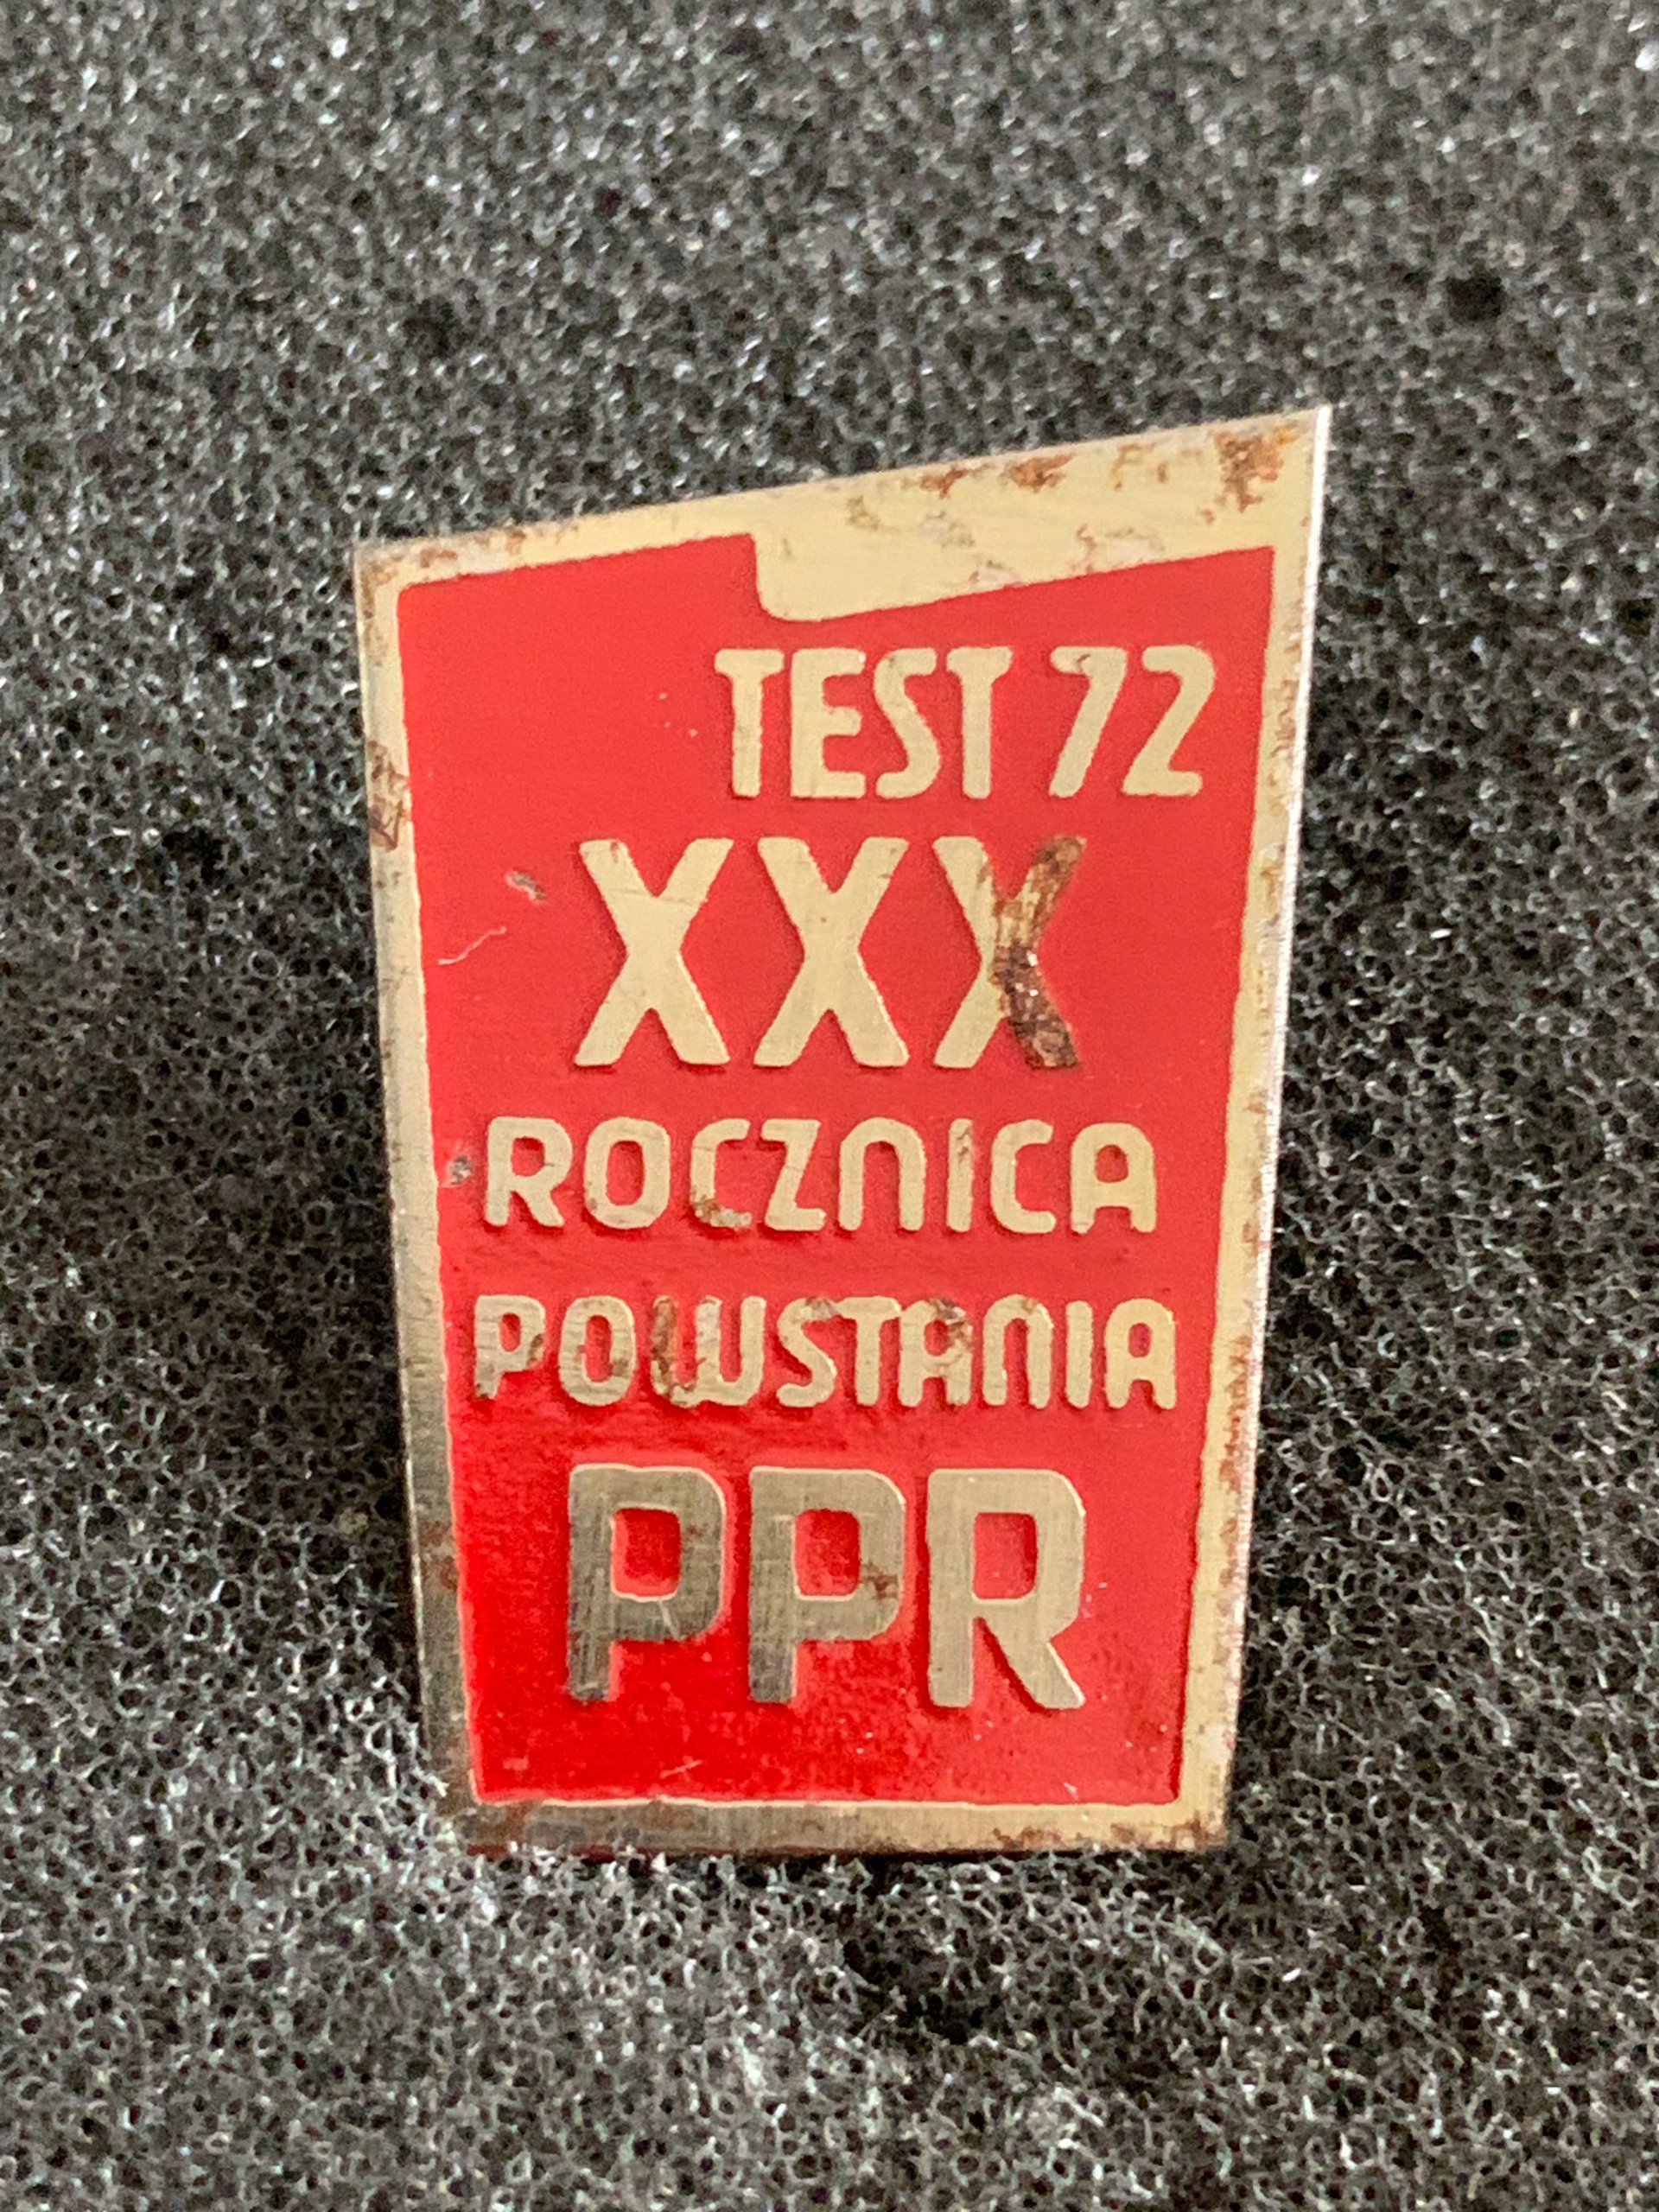 TEST 72
XXX
ROCZNICA
POWSTANIA
PPR